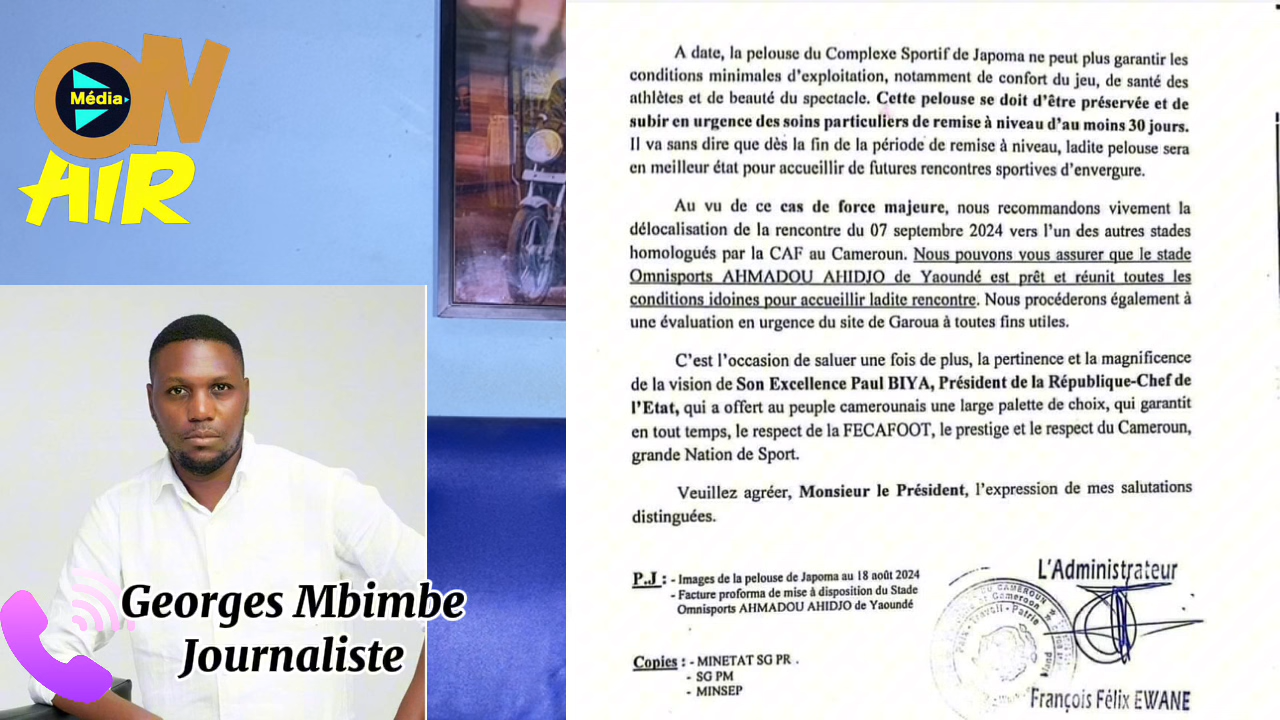 ON
Média
AIR
Georges Mbimbe
Journaliste
A date, la pelouse du Complexe Sportif de Japoma ne peut plus garantir les
conditions minimales d'exploitation, notamment de confort du jeu, de santé des
athlètes et de beauté du spectacle. Cette pelouse se doit d'être préservée et de
subir en urgence des soins particuliers de remise à niveau d'au moins 30 jours.
Il va sans dire que dès la fin de la période de remise à niveau, ladite pelouse sera
en meilleur état pour accueillir de futures rencontres sportives d'envergure.
Au vu de ce cas de force majeure, nous recommandons vivement la
délocalisation de la rencontre du 07 septembre 2024 vers l'un des autres stades
homologués par la CAF au Cameroun. Nous pouvons vous assurer que le stade
Omnisports AHMADOU AHIDJO de Yaoundé est prêt et réunit toutes les
conditions idoines pour accueillir ladite rencontre. Nous procéderons également à
une évaluation en urgence du site de Garoua à toutes fins utiles.
C'est l'occasion de saluer une fois de plus, la pertinence et la magnificence
de la vision de Son Excellence Paul BIYA, Président de la République-Chef de
l'Etat, qui a offert au peuple camerounais une large palette de choix, qui garantit
en tout temps, le respect de la FECAFOOT, le prestige et le respect du Cameroun,
grande Nation de Sport.
Veuillez agréer, Monsieur le Président, l'expression de mes salutations
distinguées.
P.J : - Images de la pelouse de Japoma au 18 août 2024
- Facture proforma de mise à disposition du Stade
Omnisports AHMADOU AHIDJO de Yaoundé
Copies : - MINETAT SG PR .
- SG PM
- MINSEP
L'Administrateur
Paix - Travail - Patrie
François Félix EWANE